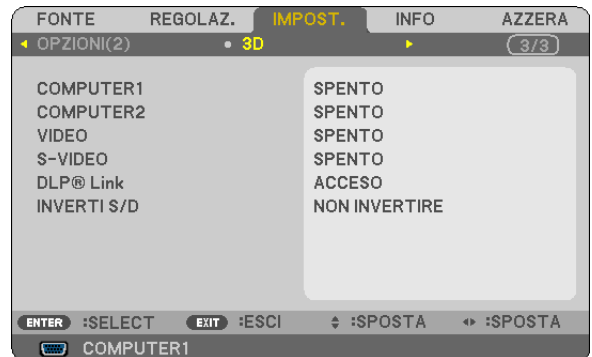 FONTE REGOLAZ. IMPOST. INFO AZZERA
OPZIONI(2) 3D 3/3
COMPUTER1 SPENTO
COMPUTER2 SPENTO
VIDEO SPENTO
S-VIDEO SPENTO
DLP® Link ACCESO
INVERTI S/D NON INVERTIRE
ENTER :SELECT EXIT :ESCI :SPOSTA :SPOSTA
COMPUTER1